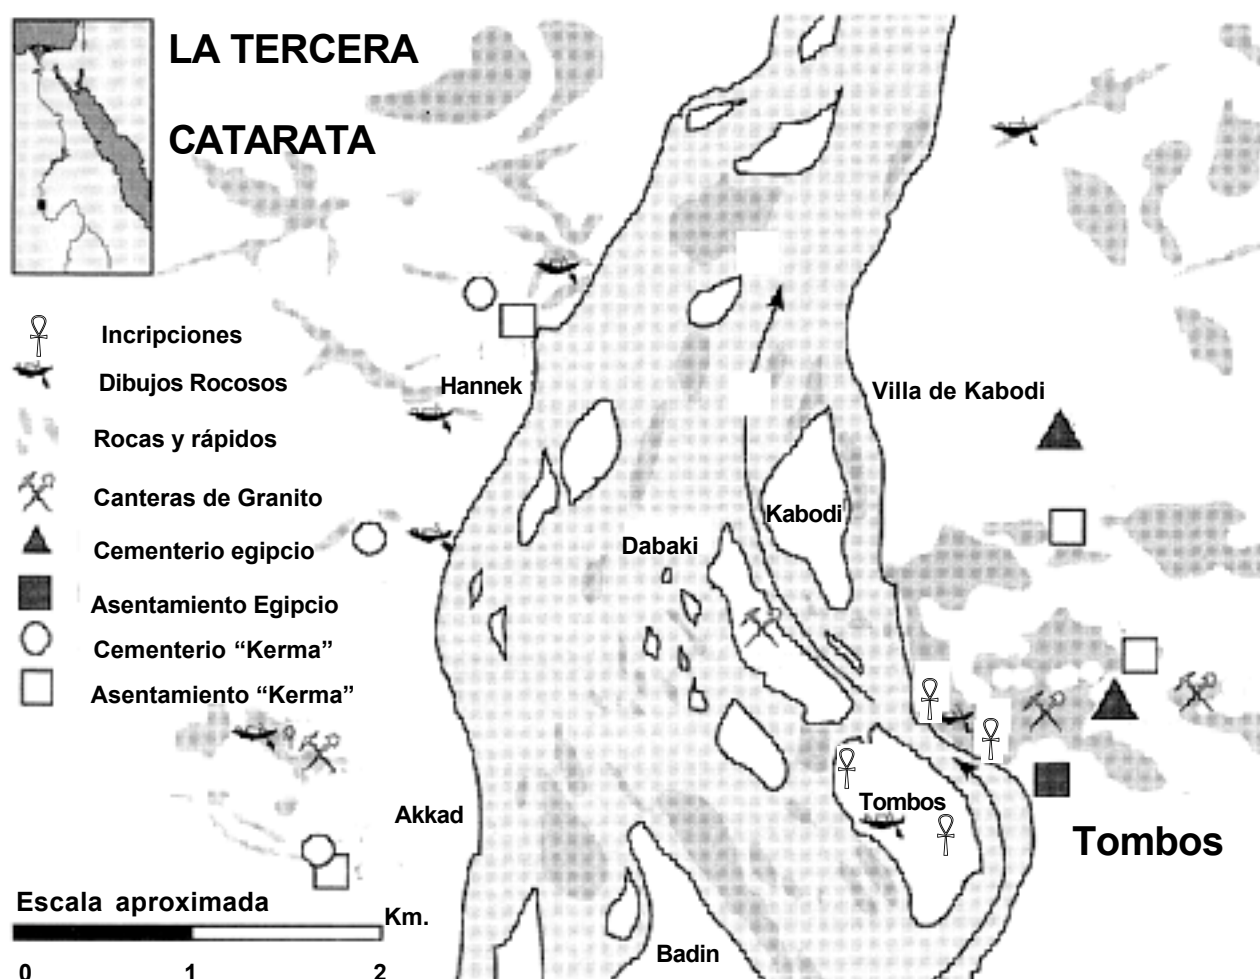 LA TERCERA
CATARATA
Incripciones
Dibujos Rocosos
Rocas y rápidos
Canteras de Granito
Cementerio egipcio
Asentamiento Egipcio
Cementerio “Kerma”
Asentamiento “Kerma”
Hannek
Villa de Kabodi
Kabodi
Dabaki
Akkad
Tombos
Tombos
Badin
Escala aproximada
Km.
0 1 2